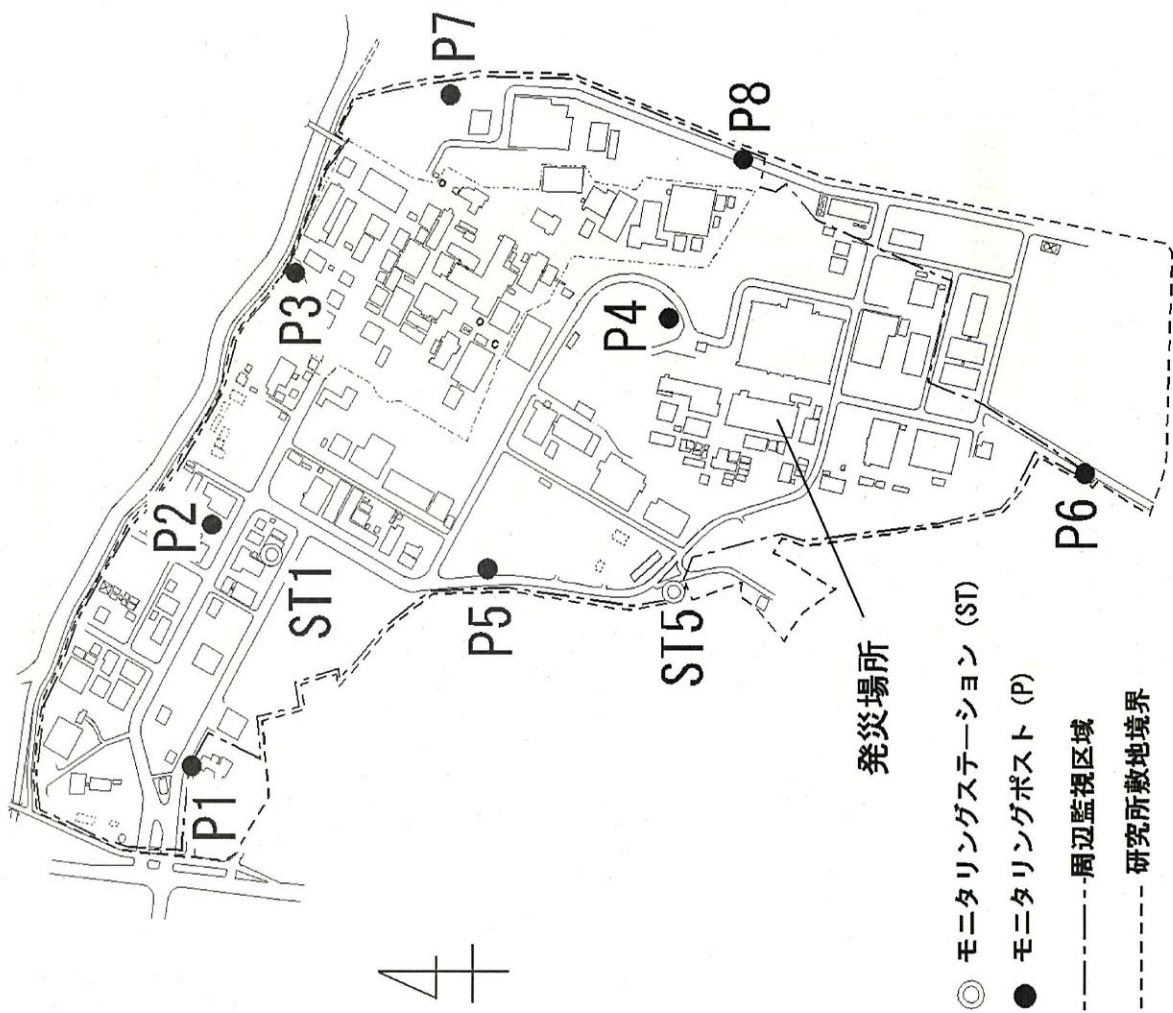 P7
P3
P2
P8
P4
ST1
P1
P5
ST5
P6
発災場所
モニタリングステーション (ST)
モニタリングポスト (P)
周辺監視区域
研究所敷地境界